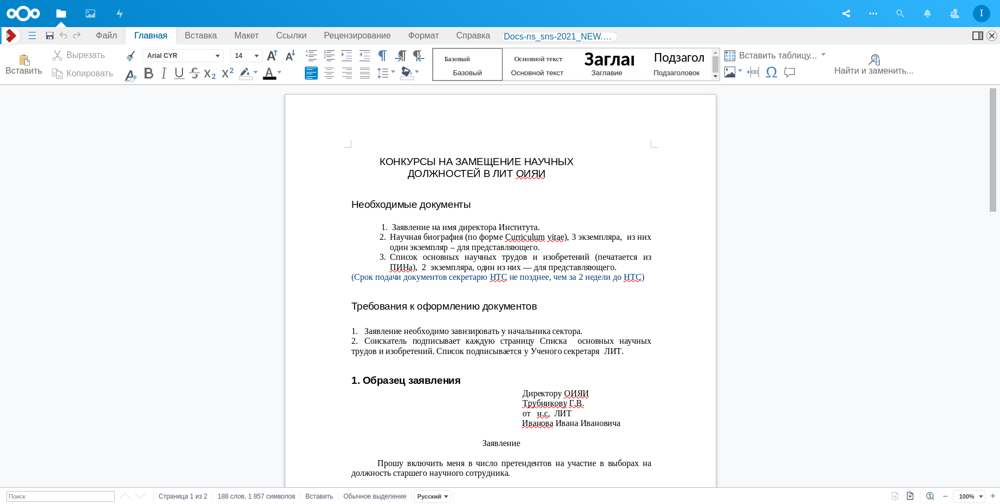 I
Файл Главная Вставка Макет Ссылки Рецензирование Формат Справка Docs-ns_sns-2021_NEW....
Вставить
Вырезать
Копировать
Arial CYR 14
Базовый Основной текст Заглав Подзагол
Базовый Основной текст Заглавие Подзаголовок
Вставить таблицу...
Найти и заменить...
КОНКУРСЫ НА ЗАМЕЩЕНИЕ НАУЧНЫХ
ДОЛЖНОСТЕЙ В ЛИТ ОИЯИ
Необходимые документы
1. Заявление на имя директора Института.
2. Научная биография (по форме Curriculum vitae), 3 экземпляра, из них
один экземпляр – для представляющего.
3. Список основных научных трудов и изобретений (печатается из
ПИНа), 2 экземпляра, один из них — для представляющего.
(Срок подачи документов секретарю НТС не позднее, чем за 2 недели до НТС)
Требования к оформлению документов
1. Заявление необходимо завизировать у начальника сектора.
2. Соискатель подписывает каждую страницу Списка основных научных
трудов и изобретений. Список подписывается у Ученого секретаря ЛИТ.
1. Образец заявления
Директору ОИЯИ
Трубникову Г.В.
от н.с. ЛИТ
Иванова Ивана Ивановича
Заявление
Прошу включить меня в число претендентов на участие в выборах на
должность старшего научного сотрудника.
Поиск Страница 1 из 2 188 слов, 1 857 символов Вставить Обычное выделение Русский 100%